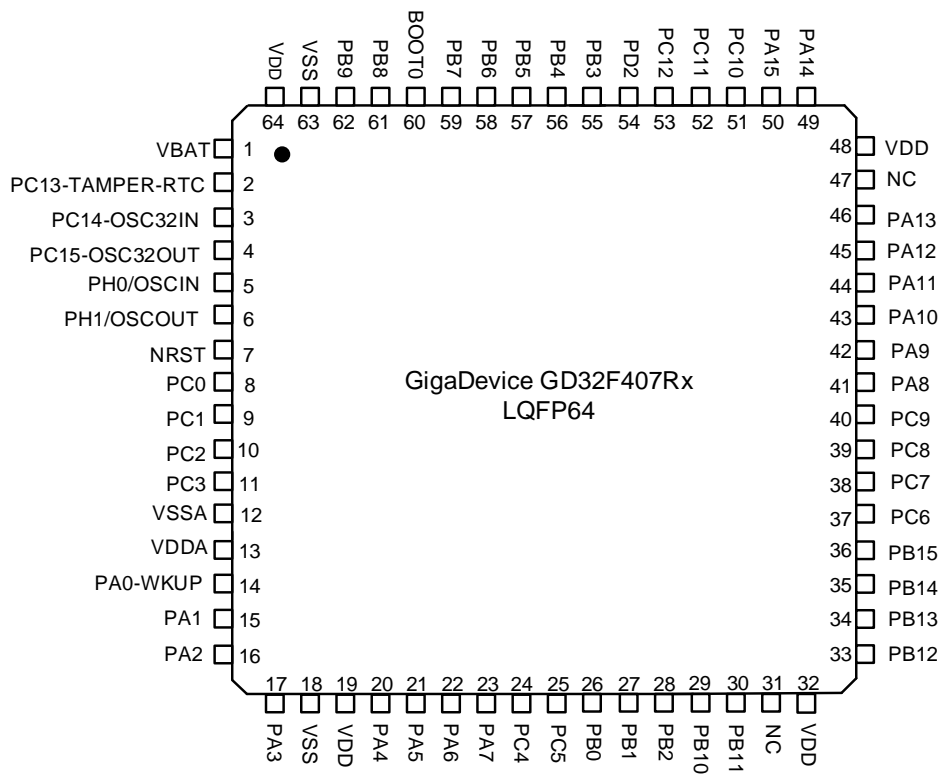 VDD
VSS
PB9
PB8
BOOT0
PB7
PB6
PB5
PB4
PB3
PD2
PC12
PC11
PC10
PA15
PA14
64 63 62 61 60 59 58 57 56 55 54 53 52 51 50 49
VBAT 1
PC13-TAMPER-RTC 2
PC14-OSC32IN 3
PC15-OSC32OUT 4
PH0/OSCIN 5
PH1/OSCOUT 6
NRST 7
PC0 8
PC1 9
PC2 10
PC3 11
VSSA 12
VDDA 13
PA0-WKUP 14
PA1 15
PA2 16
GigaDevice GD32F407Rx
LQFP64
48 VDD
47 NC
46 PA13
45 PA12
44 PA11
43 PA10
42 PA9
41 PA8
40 PC9
39 PC8
38 PC7
37 PC6
36 PB15
35 PB14
34 PB13
33 PB12
17 18 19 20 21 22 23 24 25 26 27 28 29 30 31 32
PA3
VSS
VDD
PA4
PA5
PA6
PA7
PC4
PC5
PB0
PB1
PB2
PB10
PB11
NC
VDD